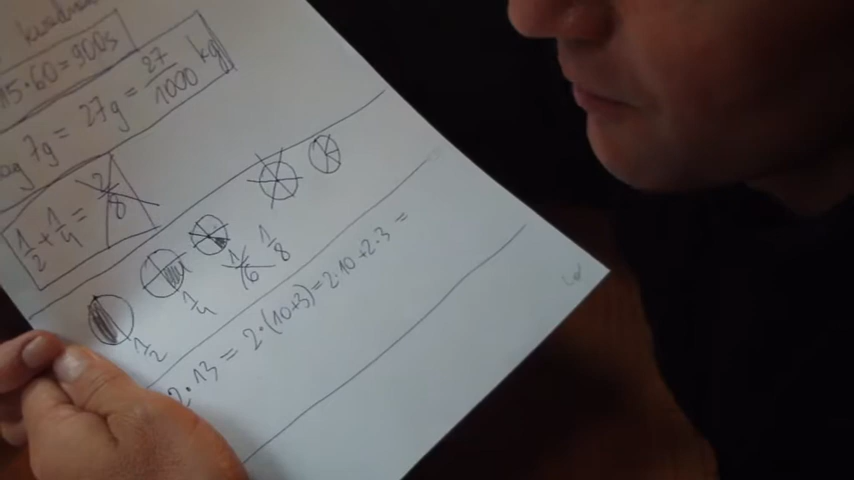 15·60=900s
7g = 27g = 27/1000 kg
1/2 + 1/4 = 2/8
1/2 1/4 1/6 1/8
2·13 = 2·(10+3) = 2·10+2·3 =